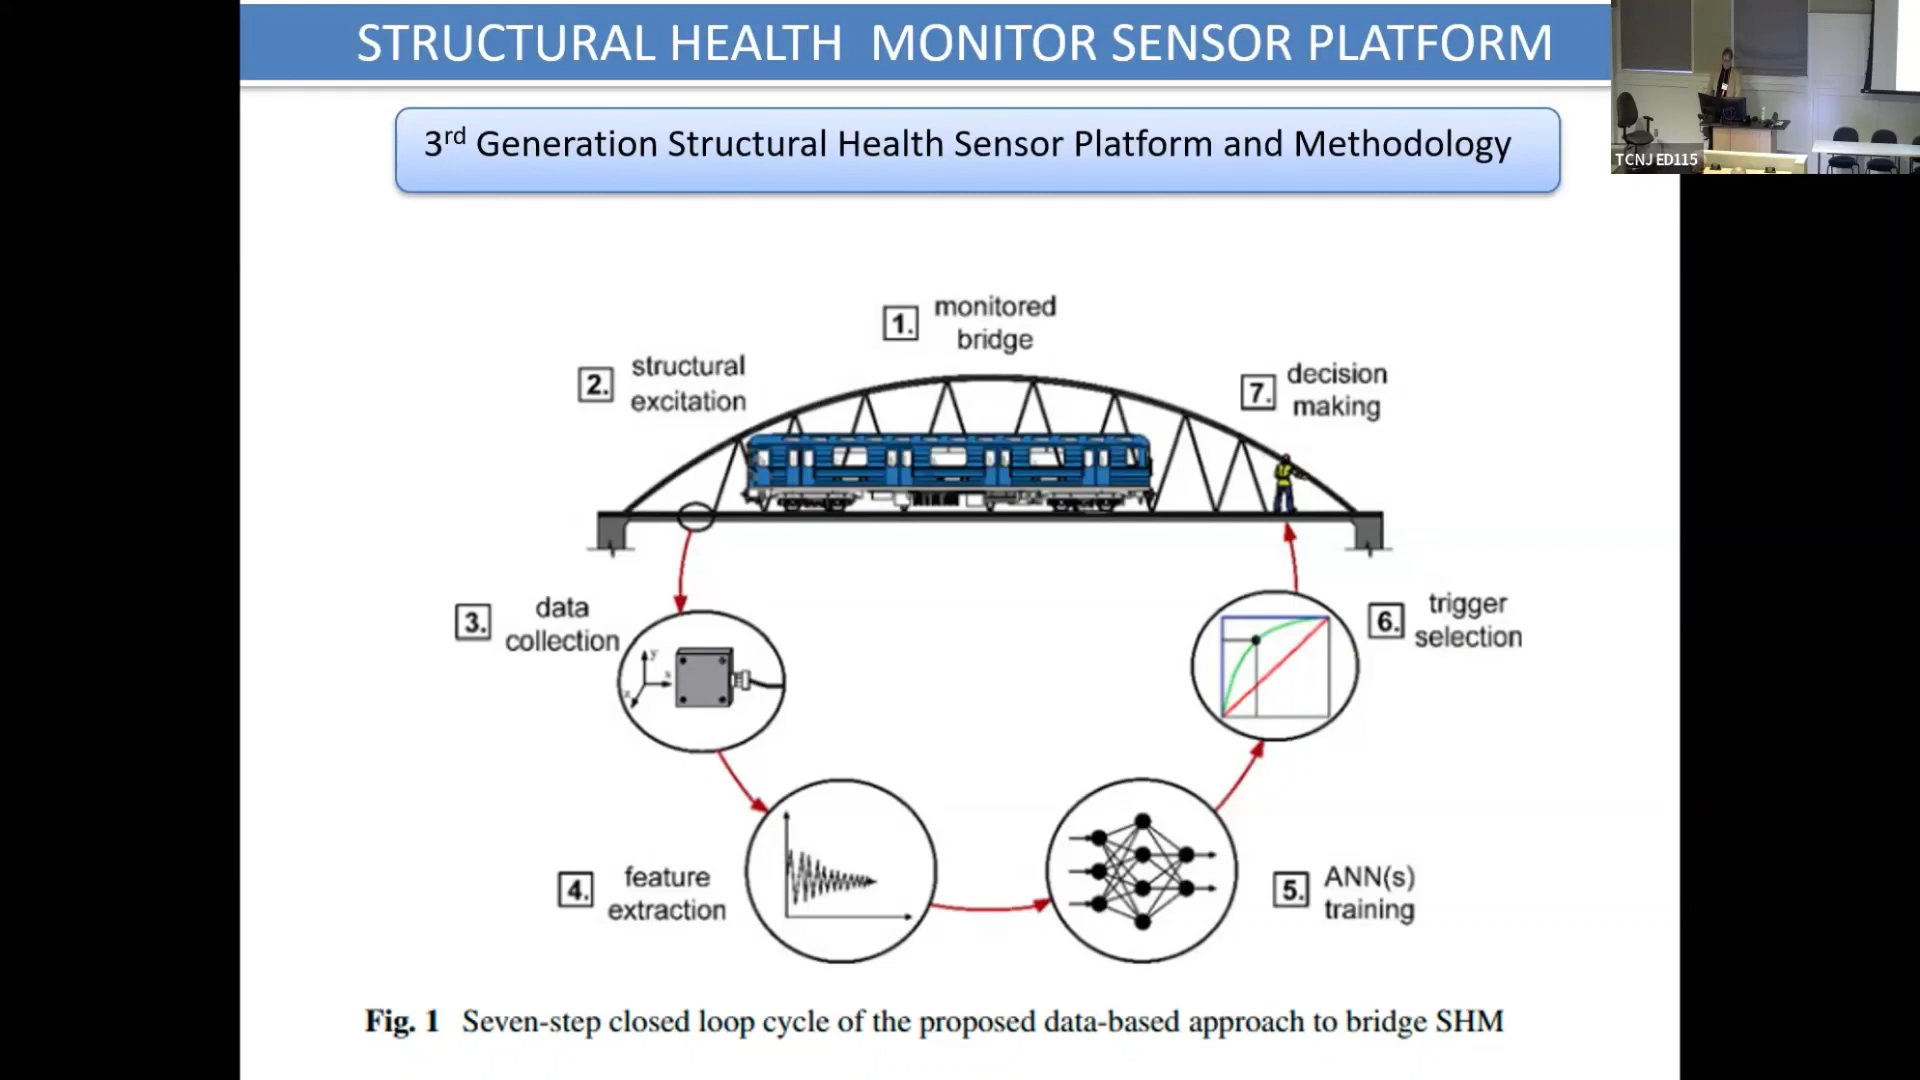 STRUCTURAL HEALTH MONITOR SENSOR PLATFORM
TCNJ ED115
3rd Generation Structural Health Sensor Platform and Methodology
1. monitored
bridge
2. structural
excitation
7. decision
making
3. data
collection
y
x
z
6. trigger
selection
4. feature
extraction
5. ANN(s)
training
Fig. 1 Seven-step closed loop cycle of the proposed data-based approach to bridge SHM